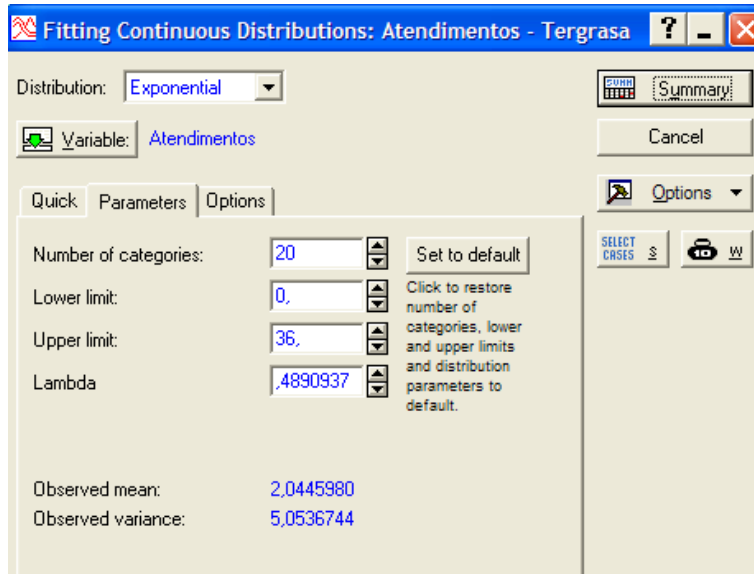 Fitting Continuous Distributions: Atendimentos - Tergrasa
Distribution: Exponential
Summary
Variable: Atendimentos
Cancel
Quick Parameters Options
Options
Number of categories: 20
Set to default
SELECT CASES S
W
Lower limit: 0,
Click to restore
number of
categories, lower
and upper limits
and distribution
parameters to
default.
Upper limit: 36,
Lambda ,4890937
Observed mean: 2,0445980
Observed variance: 5,0536744